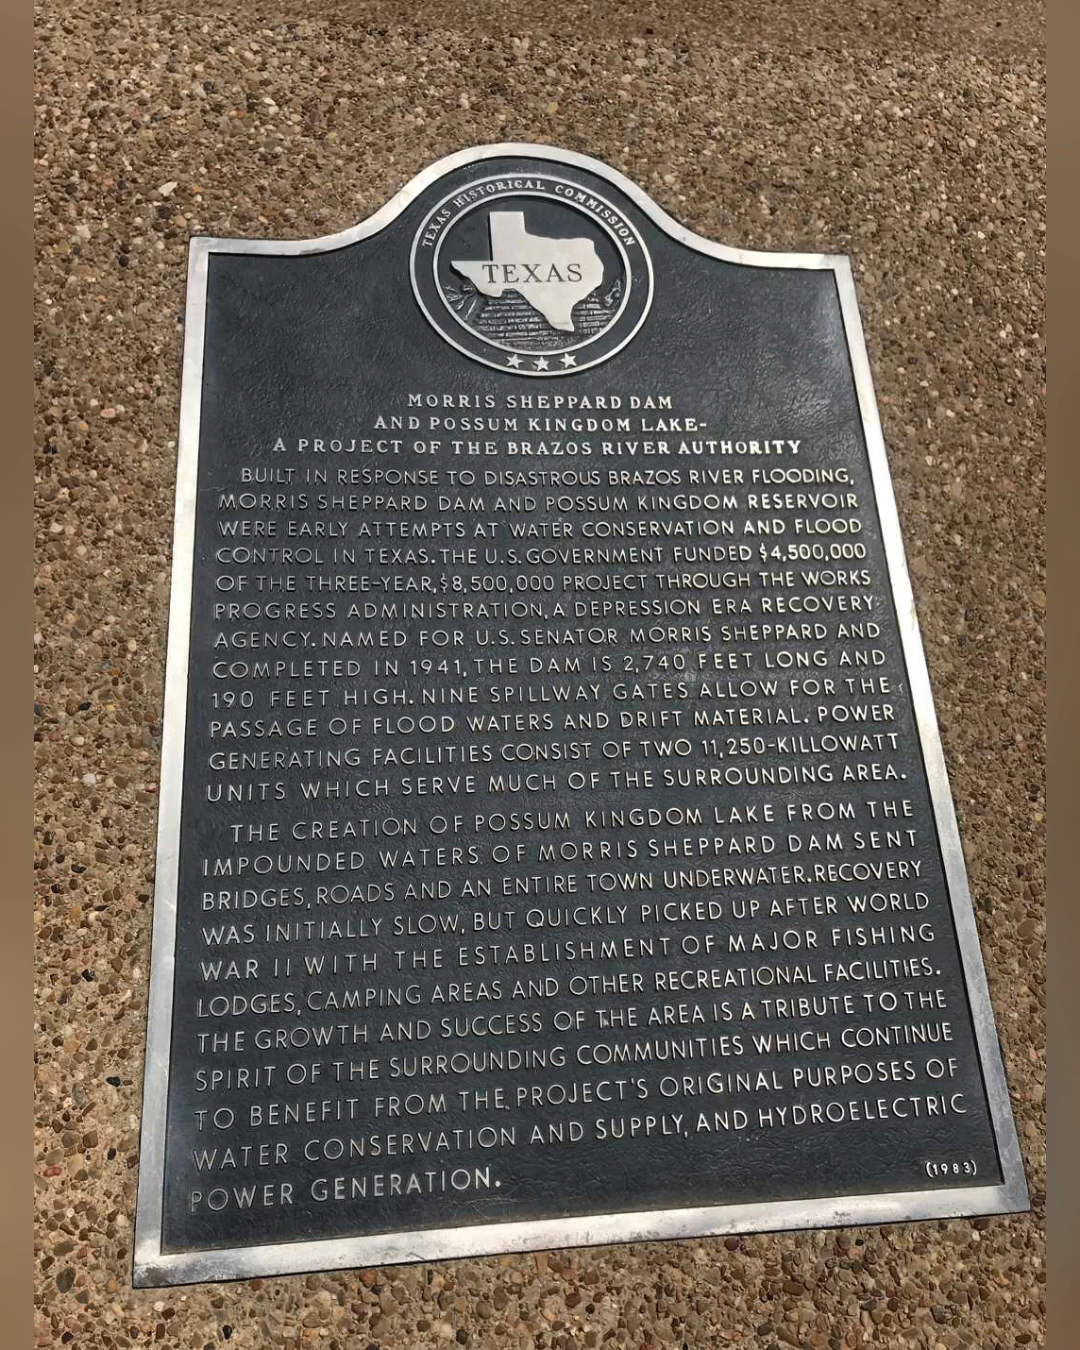 TEXAS HISTORICAL COMMISSION
TEXAS
MORRIS SHEPPARD DAM
AND POSSUM KINGDOM LAKE-
A PROJECT OF THE BRAZOS RIVER AUTHORITY
BUILT IN RESPONSE TO DISASTROUS BRAZOS RIVER FLOODING,
MORRIS SHEPPARD DAM AND POSSUM KINGDOM RESERVOIR
WERE EARLY ATTEMPTS AT WATER CONSERVATION AND FLOOD
CONTROL IN TEXAS. THE U.S. GOVERNMENT FUNDED $4,500,000
OF THE THREE-YEAR, $8,500,000 PROJECT THROUGH THE WORKS
PROGRESS ADMINISTRATION, A DEPRESSION ERA RECOVERY
AGENCY. NAMED FOR U.S. SENATOR MORRIS SHEPPARD AND
COMPLETED IN 1941, THE DAM IS 2,740 FEET LONG AND
190 FEET HIGH. NINE SPILLWAY GATES ALLOW FOR THE
PASSAGE OF FLOOD WATERS AND DRIFT MATERIAL. POWER
GENERATING FACILITIES CONSIST OF TWO 11,250-KILLOWATT
UNITS WHICH SERVE MUCH OF THE SURROUNDING AREA.
THE CREATION OF POSSUM KINGDOM LAKE FROM THE
IMPOUNDED WATERS OF MORRIS SHEPPARD DAM SENT
BRIDGES, ROADS AND AN ENTIRE TOWN UNDERWATER. RECOVERY
WAS INITIALLY SLOW, BUT QUICKLY PICKED UP AFTER WORLD
WAR II WITH THE ESTABLISHMENT OF MAJOR FISHING
LODGES, CAMPING AREAS AND OTHER RECREATIONAL FACILITIES.
THE GROWTH AND SUCCESS OF THE AREA IS A TRIBUTE TO THE
SPIRIT OF THE SURROUNDING COMMUNITIES WHICH CONTINUE
TO BENEFIT FROM THE PROJECT'S ORIGINAL PURPOSES OF
WATER CONSERVATION AND SUPPLY, AND HYDROELECTRIC
POWER GENERATION.
(1983)